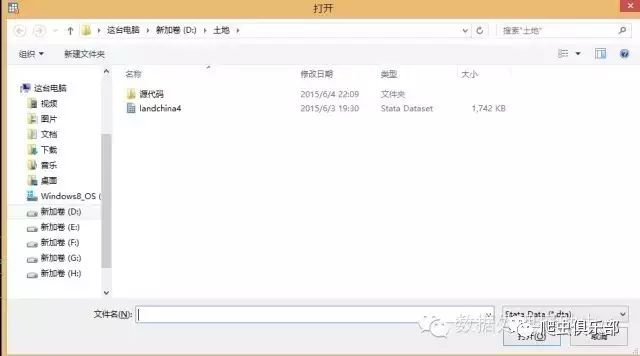 打开
这台电脑 ▸ 新加卷 (D:) ▸ 土地
搜索"土地"
组织 新建文件夹
名称 修改日期 类型 大小
源代码 2015/6/4 22:09 文件夹
landchina4 2015/6/3 19:30 Stata Dataset 1,742 KB
这台电脑
视频
图片
文档
下载
音乐
桌面
Windows8_OS (
新加卷 (D:)
新加卷 (E:)
新加卷 (F:)
新加卷 (G:)
新加卷 (H:)
文件名(N):
Stata Data (*.dta)
打开(O) 取消
数据
爬虫俱乐部